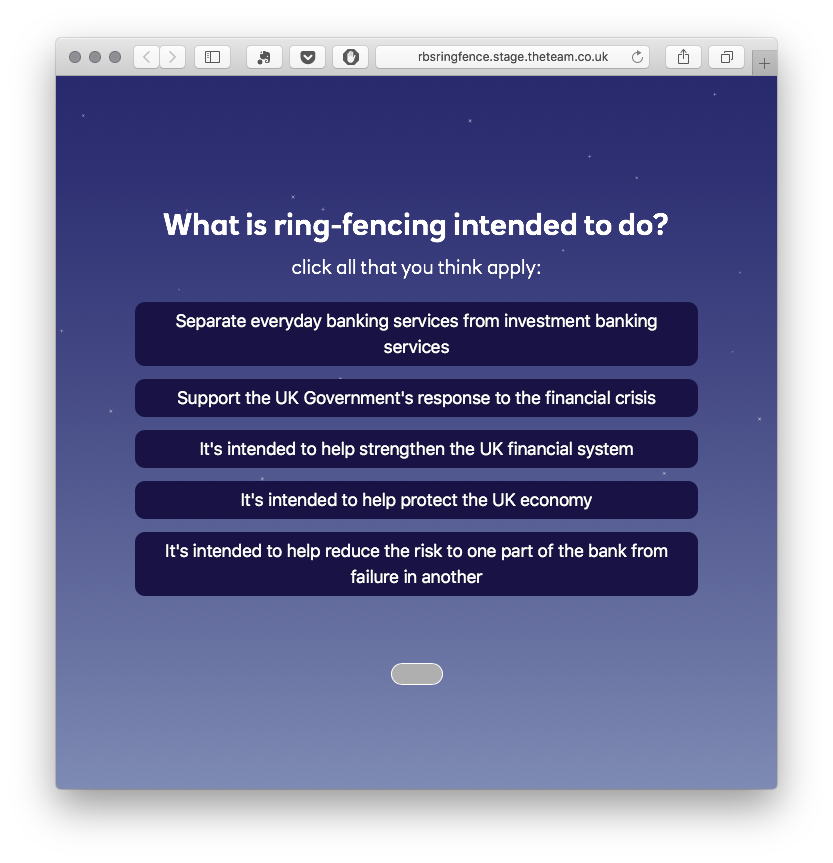 rbsringfence.stage.theteam.co.uk
What is ring-fencing intended to do?
click all that you think apply:
Separate everyday banking services from investment banking
services
Support the UK Government's response to the financial crisis
It's intended to help strengthen the UK financial system
It's intended to help protect the UK economy
It's intended to help reduce the risk to one part of the bank from
failure in another